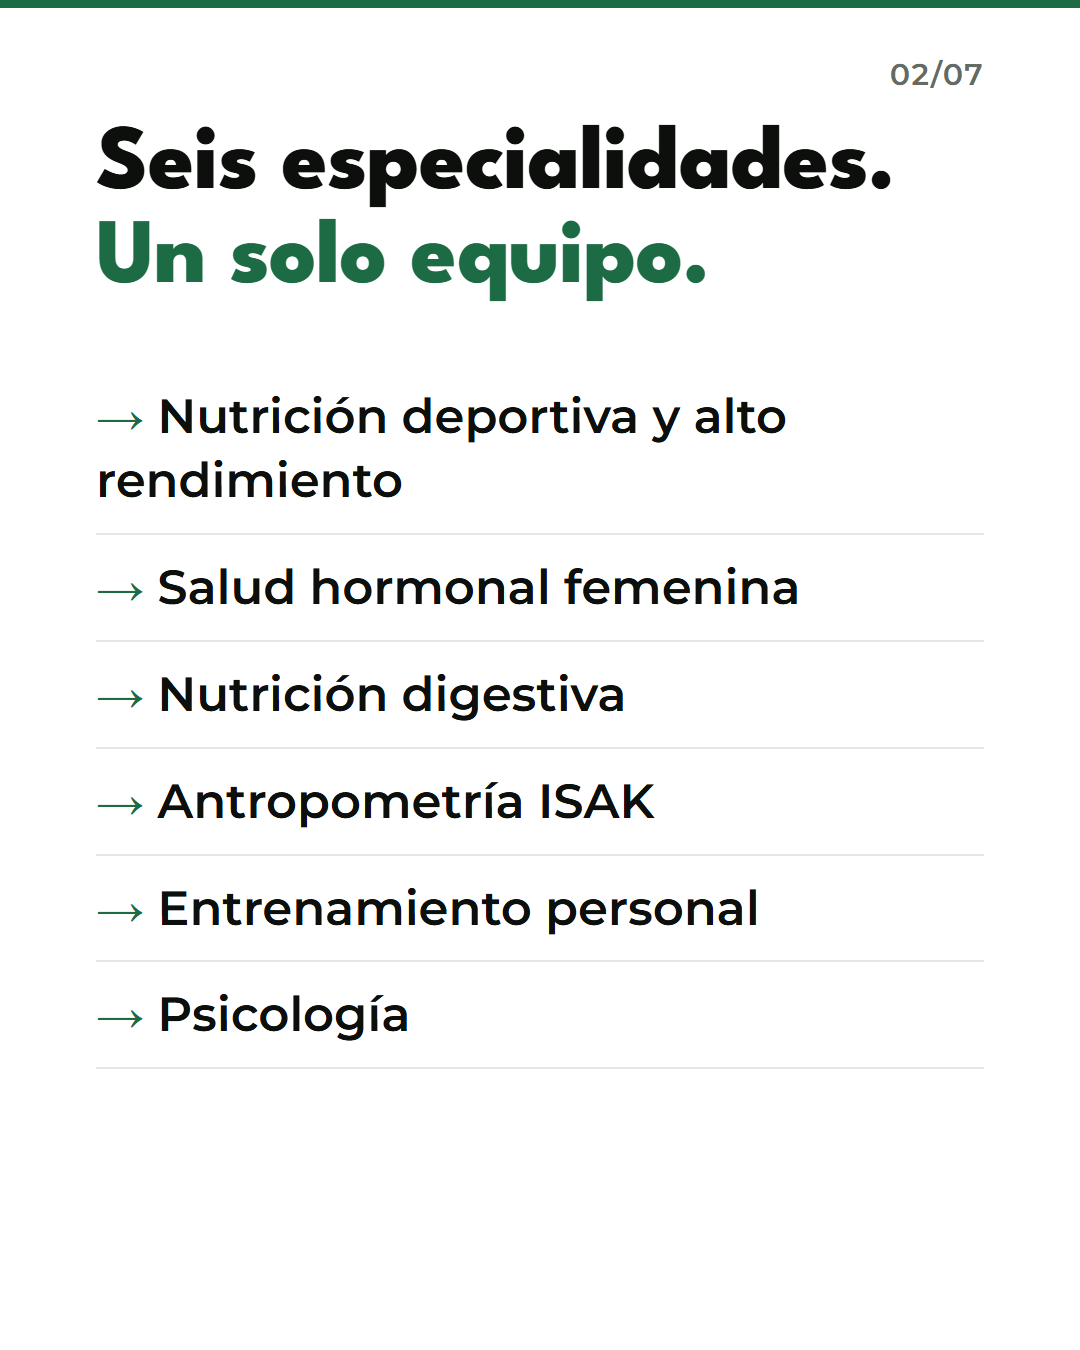 02/07
Seis especialidades.
Un solo equipo.
→ Nutrición deportiva y alto
rendimiento
→ Salud hormonal femenina
→ Nutrición digestiva
→ Antropometría ISAK
→ Entrenamiento personal
→ Psicología